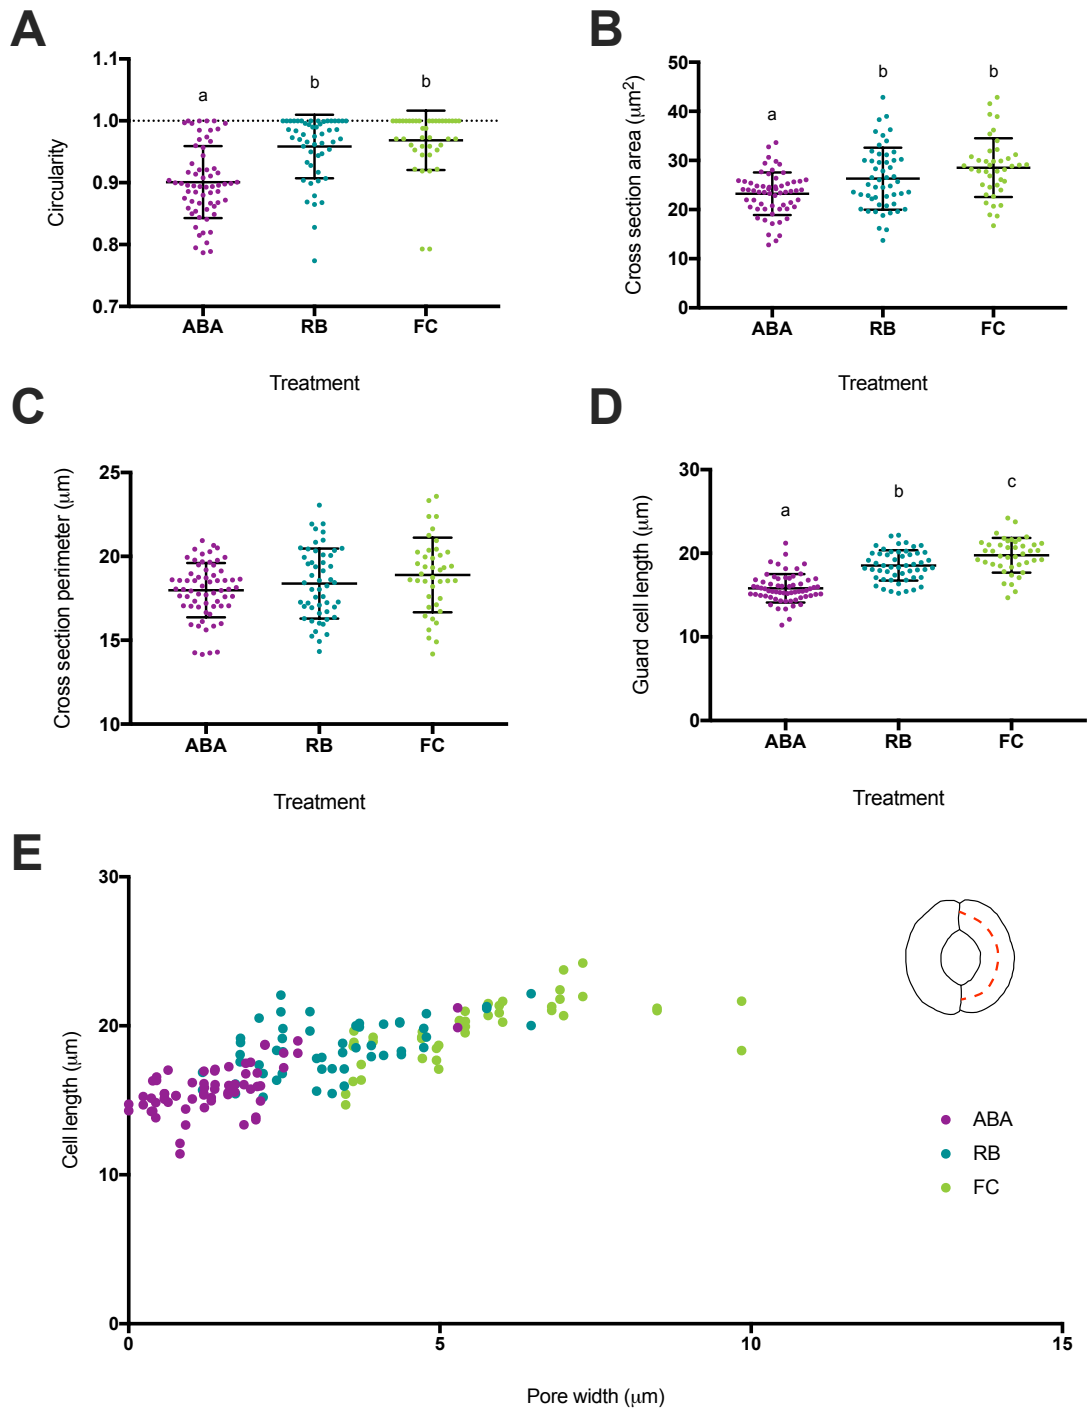 A
Circularity
1.1
1.0
0.9
0.8
0.7
a
b
b
ABA
RB
FC
Treatment
B
Cross section area (μm²)
50
40
30
20
10
0
a
b
b
ABA
RB
FC
Treatment
C
Cross section perimeter (μm)
25
20
15
10
ABA
RB
FC
Treatment
D
Guard cell length (μm)
30
20
10
0
a
b
c
ABA
RB
FC
Treatment
E
Cell length (μm)
30
20
10
0
0
5
10
15
Pore width (μm)
ABA
RB
FC